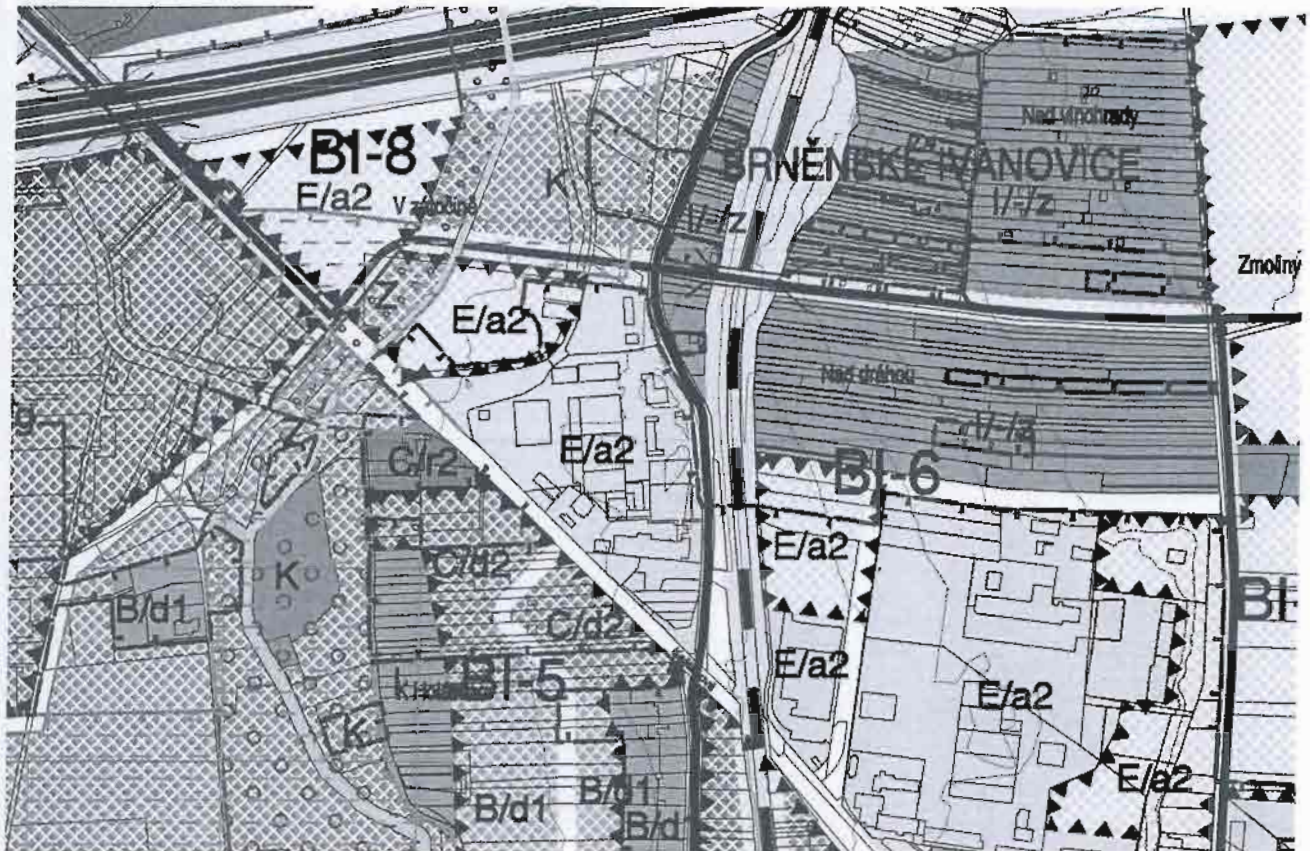 BI-8
E/a2
K
Nad vinohrady
BRNĚNSKÉ IVANOVICE
I/-/z
I/-/z
Zmoliny
Z
E/a2
E/a2
Nad dráhou
I/-/z
BI-6
C/r2
Z
E/a2
K
C/d2
B/d1
C/d2
BI-
E/a2
BI-5
E/a2
K
E/a2
B/d1
B/d1
B/d